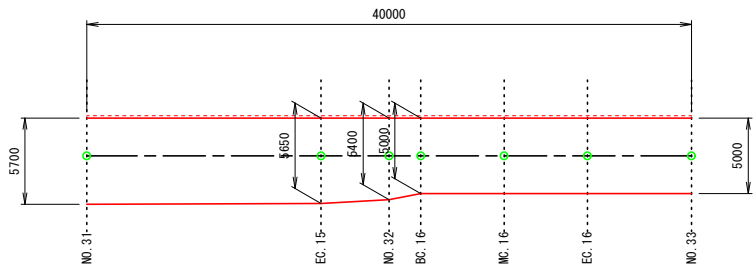 40000
5700
5650
5400
5000
5000
NO. 31
EC. 15
NO. 32
BC. 16
MC. 16
EC. 16
NO. 33